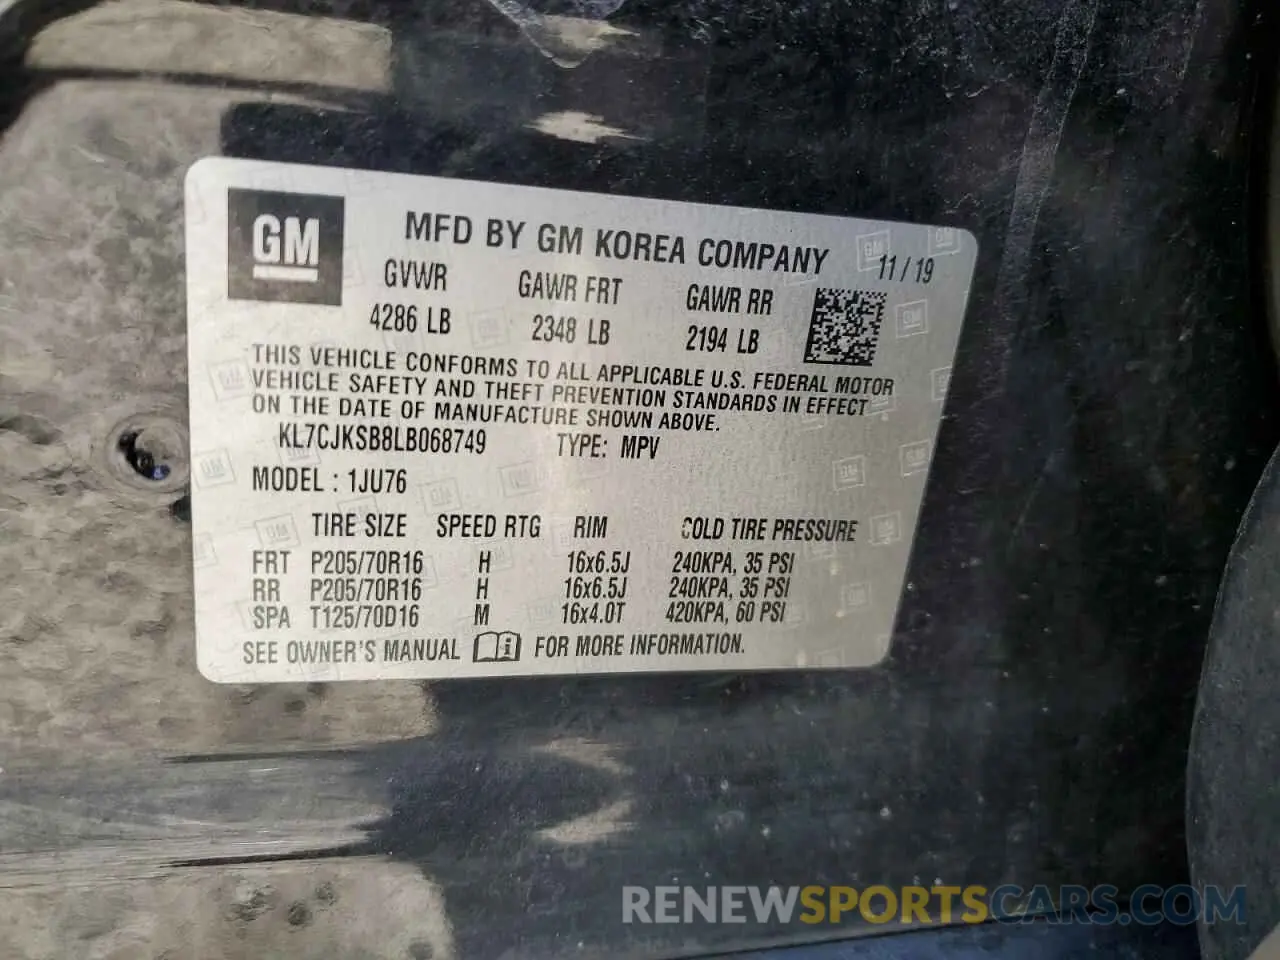 GM
MFD BY GM KOREA COMPANY 11/19
GVWR GAWR FRT GAWR RR
4286 LB 2348 LB 2194 LB
THIS VEHICLE CONFORMS TO ALL APPLICABLE U.S. FEDERAL MOTOR
VEHICLE SAFETY AND THEFT PREVENTION STANDARDS IN EFFECT
ON THE DATE OF MANUFACTURE SHOWN ABOVE.
KL7CJKSB8LB068749 TYPE: MPV
MODEL : 1JU76
TIRE SIZE SPEED RTG RIM COLD TIRE PRESSURE
FRT P205/70R16 H 16x6.5J 240KPA, 35 PSI
RR P205/70R16 H 16x6.5J 240KPA, 35 PSI
SPA T125/70D16 M 16x4.0T 420KPA, 60 PSI
SEE OWNER'S MANUAL FOR MORE INFORMATION.
RENEWSPORTSCARS.COM